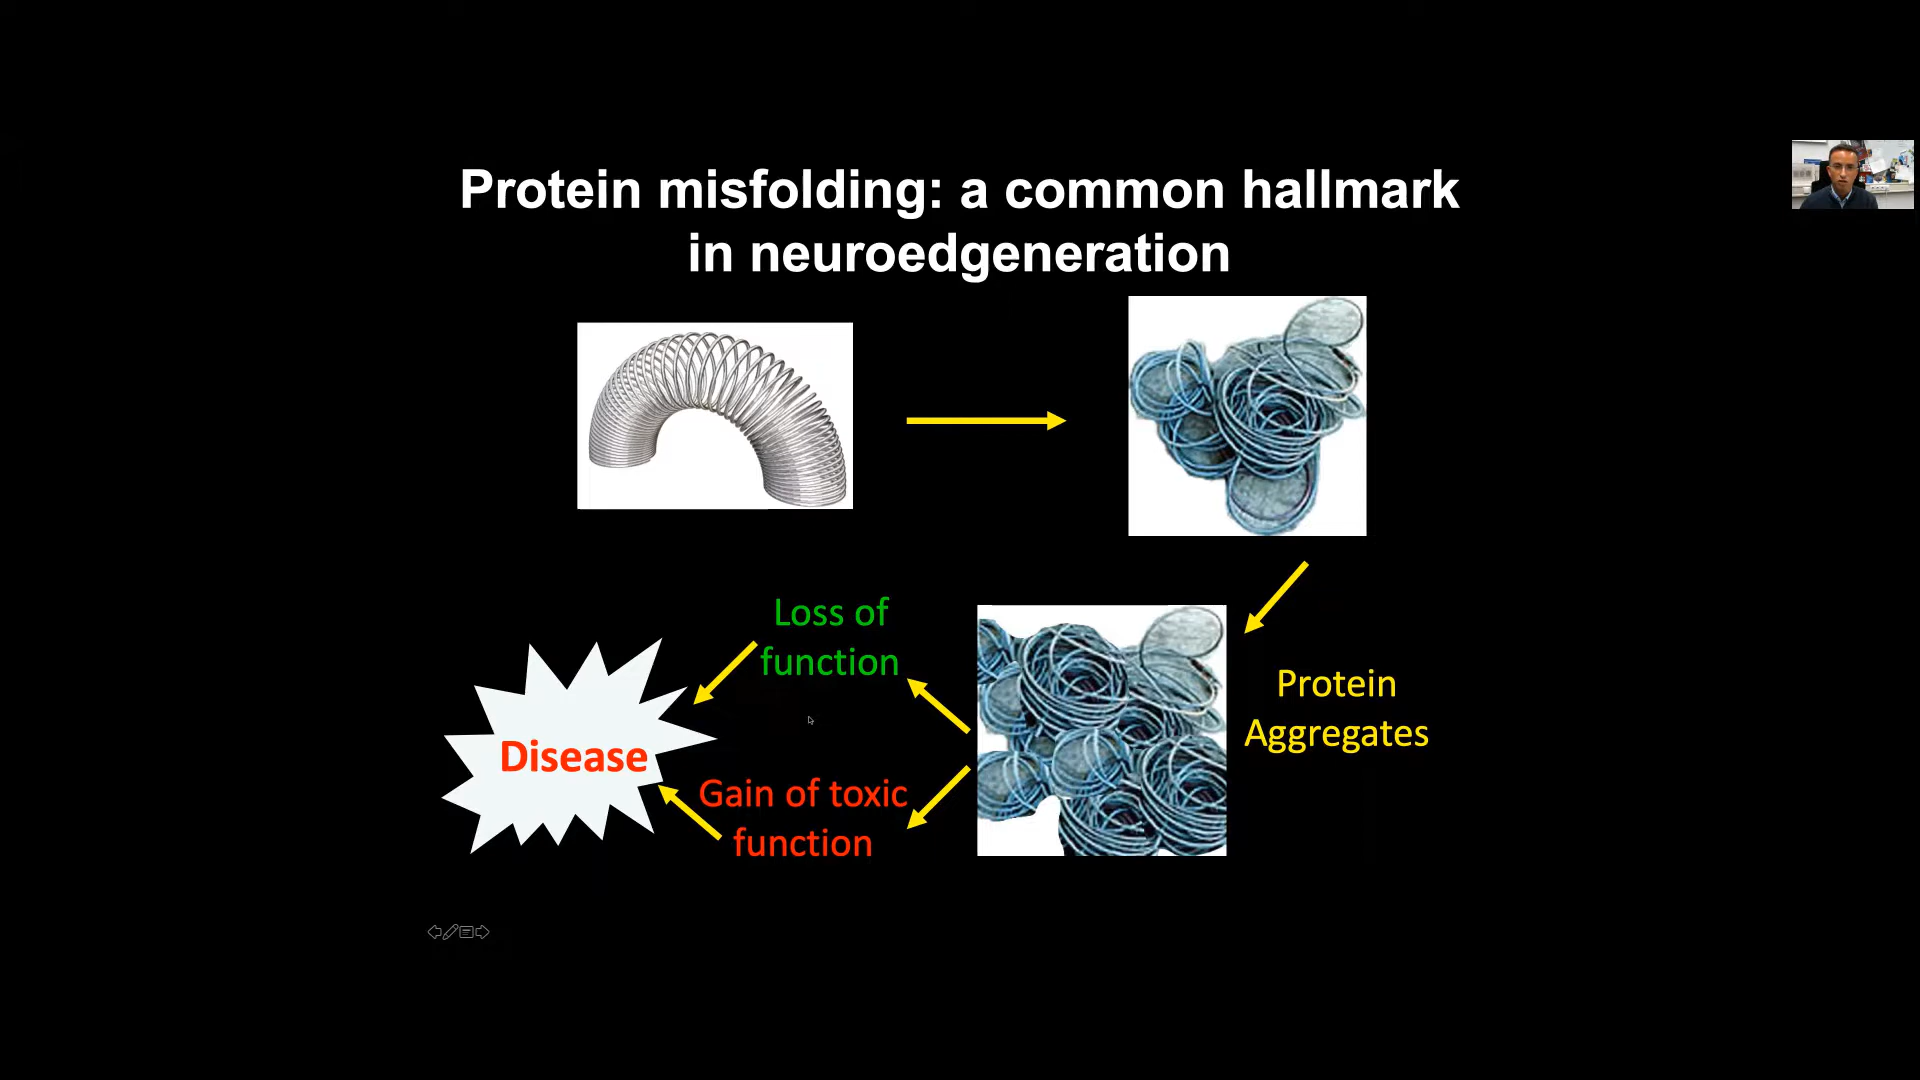 Protein misfolding: a common hallmark
in neuroedgeneration
Loss of
function
Protein
Aggregates
Disease
Gain of toxic
function